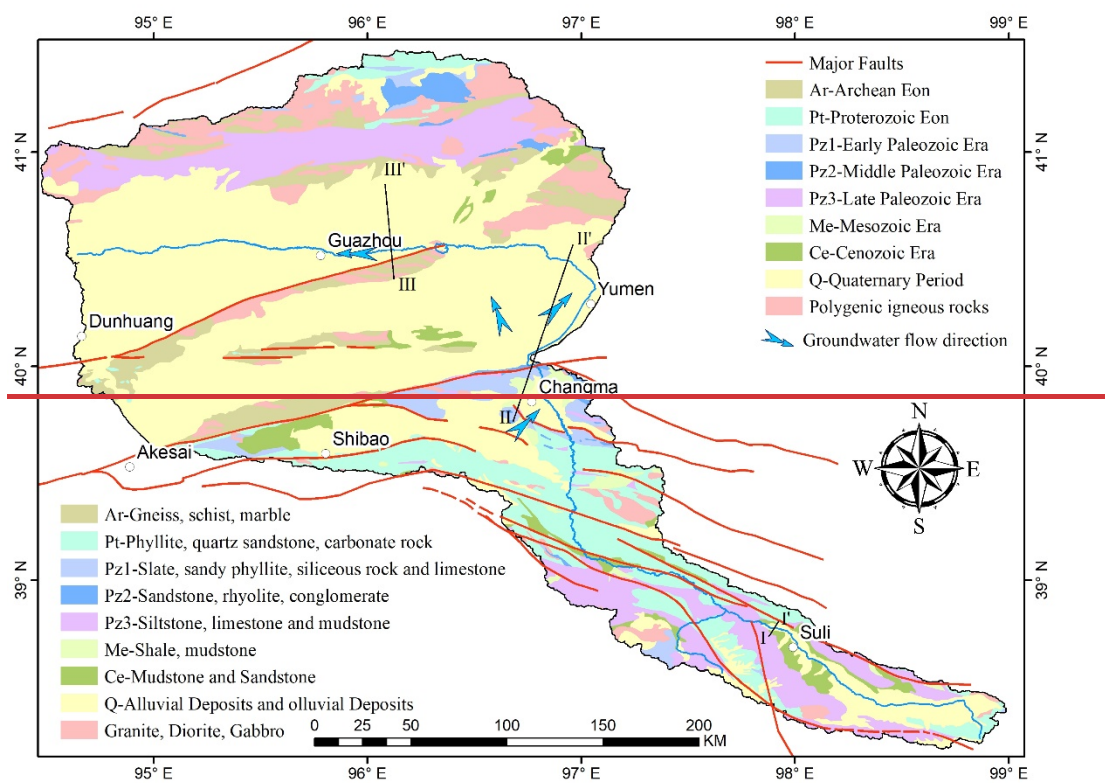 95° E 96° E 97° E 98° E 99° E
Major Faults
Ar-Archean Eon
Pt-Proterozoic Eon
Pz1-Early Paleozoic Era
Pz2-Middle Paleozoic Era
Pz3-Late Paleozoic Era
Me-Mesozoic Era
Ce-Cenozoic Era
Q-Quaternary Period
Polygenic igneous rocks
Groundwater flow direction
41° N
41° N
III'
Guazhou
II'
III
Yumen
Dunhuang
40° N
40° N
Changma
II
N
Shibao
Akesai
W E
S
Ar-Gneiss, schist, marble
Pt-Phyllite, quartz sandstone, carbonate rock
Pz1-Slate, sandy phyllite, siliceous rock and limestone
Pz2-Sandstone, rhyolite, conglomerate
Pz3-Siltstone, limestone and mudstone
Me-Shale, mudstone
Ce-Mudstone and Sandstone
Q-Alluvial Deposits and olluvial Deposits
Granite, Diorite, Gabbro
39° N
39° N
I'
I
Suli
0 25 50 100 150 200
KM
95° E 96° E 97° E 98° E 99° E